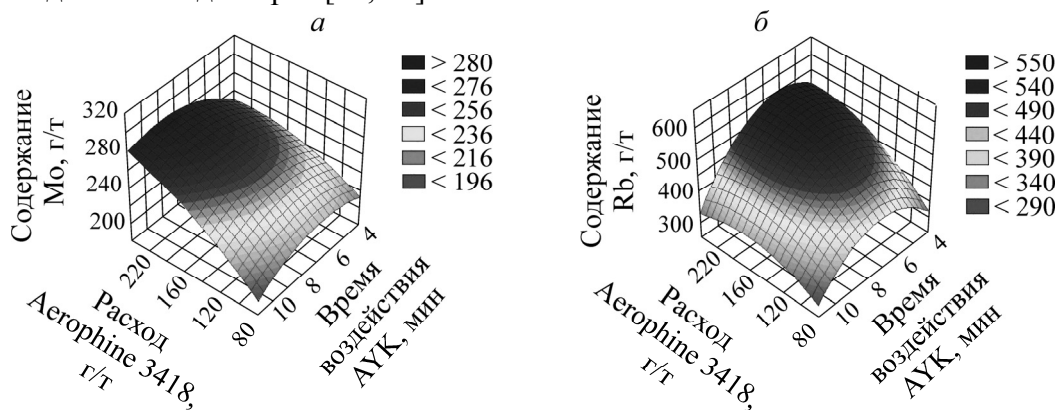 а
> 280
< 276
< 256
< 236
< 216
< 196
Содержание
Mo, г/т
320
280
240
200
220
160
120
80
10
8
6
4
Расход
Aerophine 3418,
г/т
Время
воздействия
AYK, мин
б
> 550
< 540
< 490
< 440
< 390
< 340
< 290
Содержание
Rb, г/т
600
500
400
300
220
160
120
80
10
8
6
4
Расход
Aerophine 3418,
г/т
Время
воздействия
AYK, мин